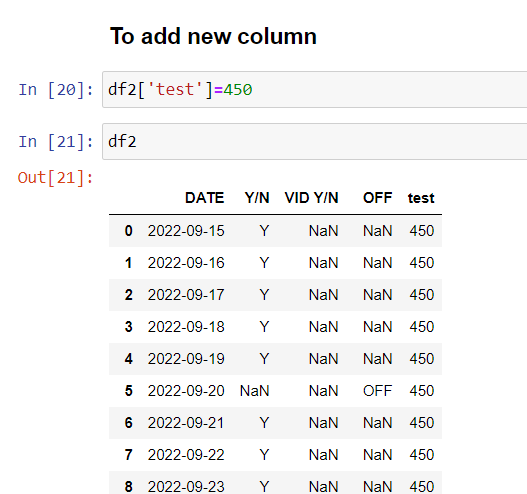 To add new column
In [20]: df2['test']=450
In [21]: df2
Out[21]:
DATE Y/N VID Y/N OFF test
0 2022-09-15 Y NaN NaN 450
1 2022-09-16 Y NaN NaN 450
2 2022-09-17 Y NaN NaN 450
3 2022-09-18 Y NaN NaN 450
4 2022-09-19 Y NaN NaN 450
5 2022-09-20 NaN NaN OFF 450
6 2022-09-21 Y NaN NaN 450
7 2022-09-22 Y NaN NaN 450
8 2022-09-23 Y NaN NaN 450